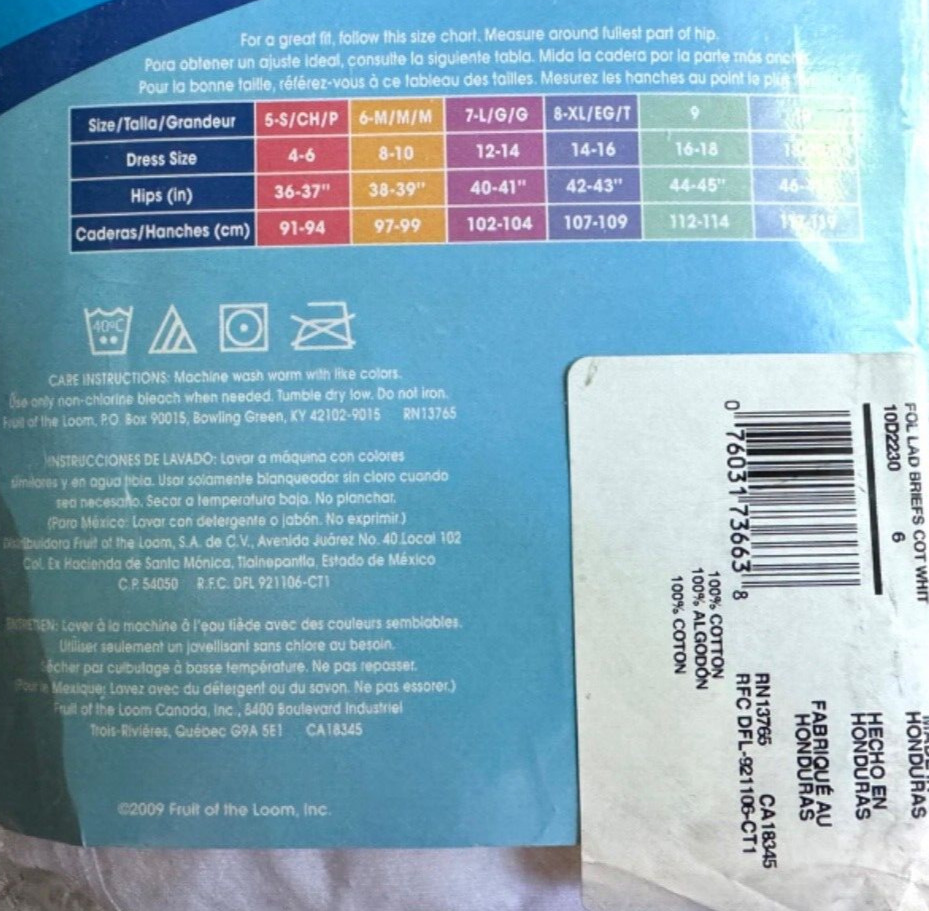 For a great fit, follow this size chart. Measure around fullest part of hip.
Para obtener un ajuste ideal, consulte la siguiente tabla. Mida la cadera por la parte más
Pour la bonne taille, référez-vous à ce tableau des tailles. Mesurez les hanches au point le
Size/Talla/Grandeur 5-S/CH/P 6-M/M/M 7-L/G/G 8-XL/EG/T 9
Dress Size 4-6 8-10 12-14 14-16 16-18
Hips (in) 36-37" 38-39" 40-41" 42-43" 44-45"
Caderas/Hanches (cm) 91-94 97-99 102-104 107-109 112-114
40°C
CARE INSTRUCTIONS: Machine wash warm with like colors.
Use only non-chlorine bleach when needed. Tumble dry low. Do not iron.
Fruit of the Loom, P.O. Box 90015, Bowling Green, KY 42102-9015 RN13765
INSTRUCCIONES DE LAVADO: Lavar a máquina con colores
similares y en agua tibia. Usar solamente blanqueador sin cloro cuando
sea necesario. Secar a temperatura baja. No planchar.
(Para México: Lavar con detergente o jabón. No exprimir.)
Distribuidora Fruit of the Loom, S.A. de C.V., Avenida Juárez No. 40 Local 102
Col. Ex Hacienda de Santa Mónica, Tlalnepantla, Estado de México
C.P. 54050 R.F.C. DFL 921106-CT1
ENTRETIEN: Laver à la machine à l'eau tiède avec des couleurs semblables.
Utiliser seulement un javellisant sans chlore au besoin.
Sécher par culbutage à basse température. Ne pas repasser.
(Pour le Mexique: Lavez avec du détergent ou du savon. Ne pas essorer.)
Fruit of the Loom Canada, Inc., 8400 Boulevard Industriel
Trois-Rivières, Québec G9A 5E1 CA18345
©2009 Fruit of the Loom, Inc.
FOL LAD BRIEFS COT WHIT
10D2230 6
0 76031 73663 8
100% COTTON
100% ALGODÓN
100% COTON
MADE IN
HONDURAS
HECHO EN
HONDURAS
FABRIQUÉ AU
HONDURAS
RN13765 CA18345
RFC DFL-921106-CT1